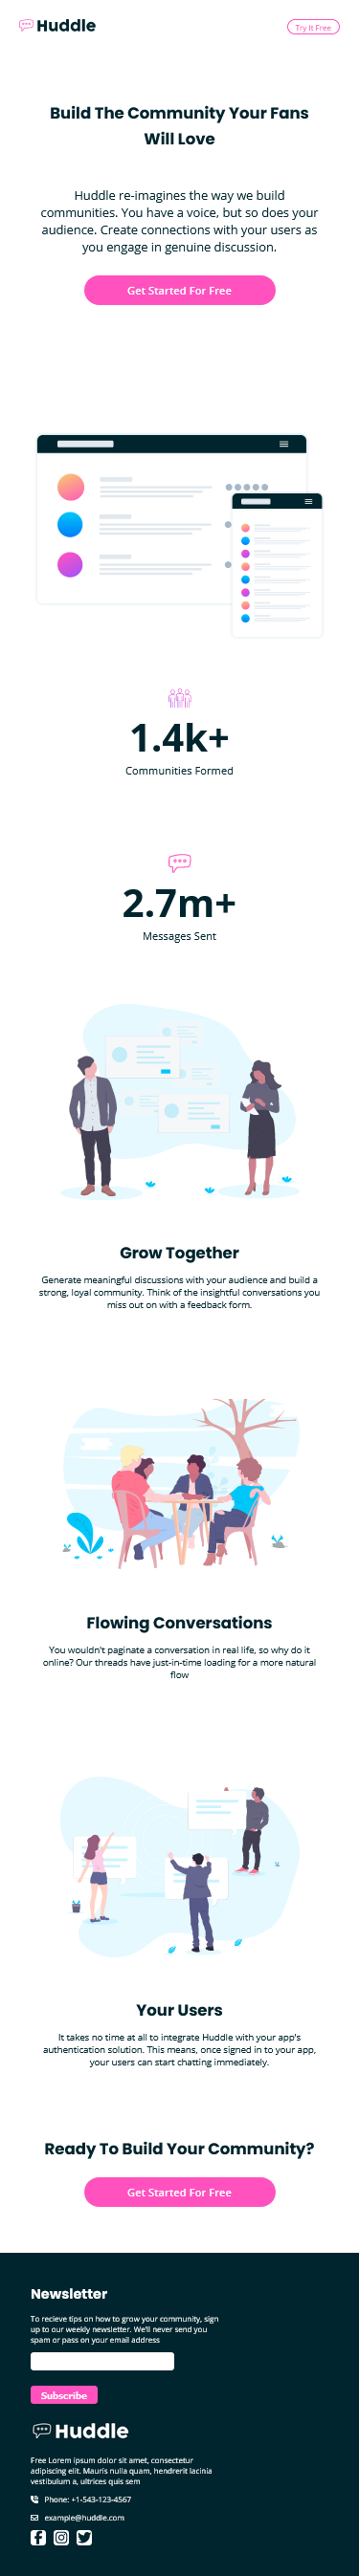 Huddle
Try It Free
Build The Community Your Fans
Will Love
Huddle re-imagines the way we build
communities. You have a voice, but so does your
audience. Create connections with your users as
you engage in genuine discussion.
Get Started For Free
1.4k+
Communities Formed
2.7m+
Messages Sent
Grow Together
Generate meaningful discussions with your audience and build a
strong, loyal community. Think of the insightful conversations you
miss out on with a feedback form.
Flowing Conversations
You wouldn't paginate a conversation in real life, so why do it
online? Our threads have just-in-time loading for a more natural
flow
Your Users
It takes no time at all to integrate Huddle with your app's
authentication solution. This means, once signed in to your app,
your users can start chatting immediately.
Ready To Build Your Community?
Get Started For Free
Newsletter
To recieve tips on how to grow your community, sign
up to our weekly newsletter. We'll never send you
spam or pass on your email address
Subscribe
Huddle
Free Lorem ipsum dolor sit amet, consectetur
adipiscing elit. Mauris nulla quam, hendrerit lacinia
vestibulum a, ultrices quis sem
Phone: +1-543-123-4567
example@huddle.com